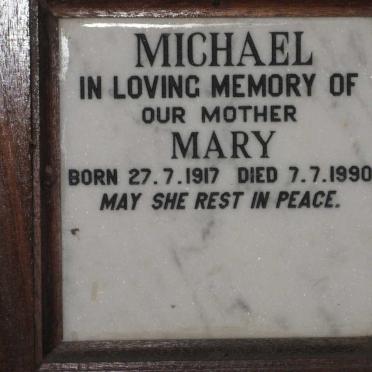 MICHAEL
IN LOVING MEMORY OF
OUR MOTHER
MARY
BORN 27.7.1917 DIED 7.7.1990
MAY SHE REST IN PEACE.